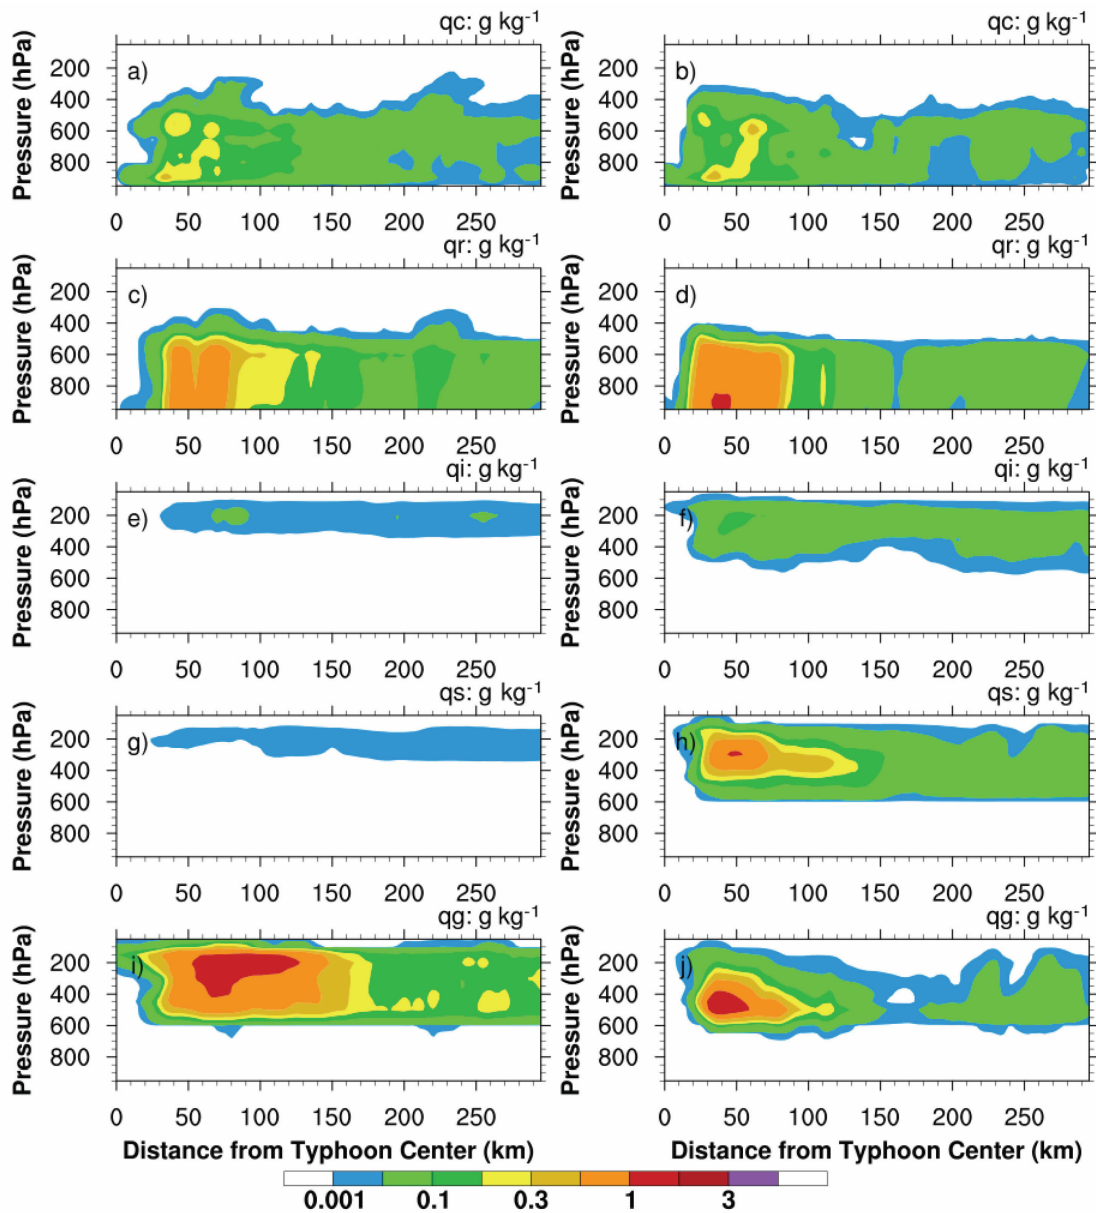 qc: g kg-1 qc: g kg-1
Pressure (hPa) 200 400 600 800 a) Pressure (hPa) 200 400 600 800 b)
0 50 100 150 200 250 0 50 100 150 200 250
qr: g kg-1 qr: g kg-1
Pressure (hPa) 200 400 600 800 c) Pressure (hPa) 200 400 600 800 d)
0 50 100 150 200 250 0 50 100 150 200 250
qi: g kg-1 qi: g kg-1
Pressure (hPa) 200 400 600 800 e) Pressure (hPa) 200 400 600 800 f)
0 50 100 150 200 250 0 50 100 150 200 250
qs: g kg-1 qs: g kg-1
Pressure (hPa) 200 400 600 800 g) Pressure (hPa) 200 400 600 800 h)
0 50 100 150 200 250 0 50 100 150 200 250
qg: g kg-1 qg: g kg-1
Pressure (hPa) 200 400 600 800 i) Pressure (hPa) 200 400 600 800 j)
0 50 100 150 200 250 0 50 100 150 200 250
Distance from Typhoon Center (km) Distance from Typhoon Center (km)
0.001 0.1 0.3 1 3